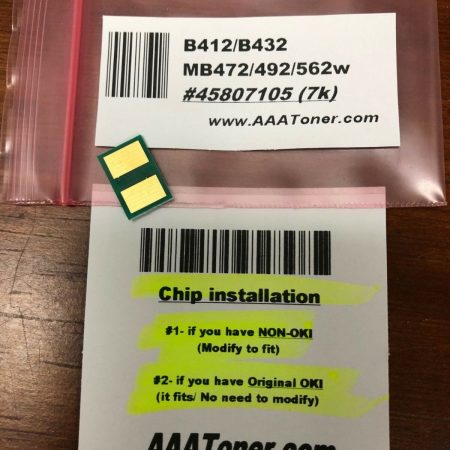 B412/B432
MB472/492/562w
#45807105 (7k)
www.AAAToner.com
Chip installation
#1- if you have NON-OKI
(Modify to fit)
#2- if you have Original OKI
(it fits/ No need to modify)
AAAToner.com